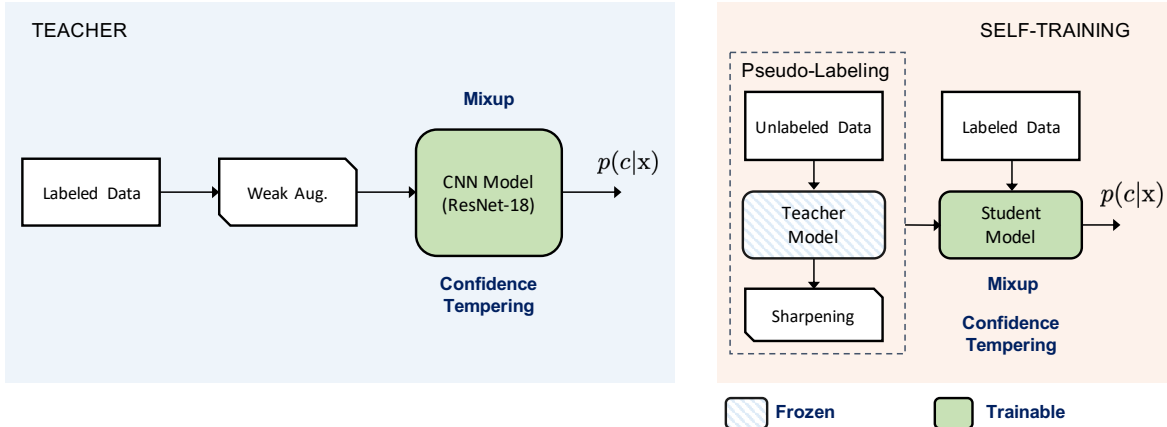 TEACHER
Mixup
Labeled Data
Weak Aug.
CNN Model
(ResNet-18)
p(c|x)
Confidence
Tempering
SELF-TRAINING
Pseudo-Labeling
Unlabeled Data
Labeled Data
Teacher
Model
Student
Model
p(c|x)
Sharpening
Mixup
Confidence
Tempering
Frozen
Trainable